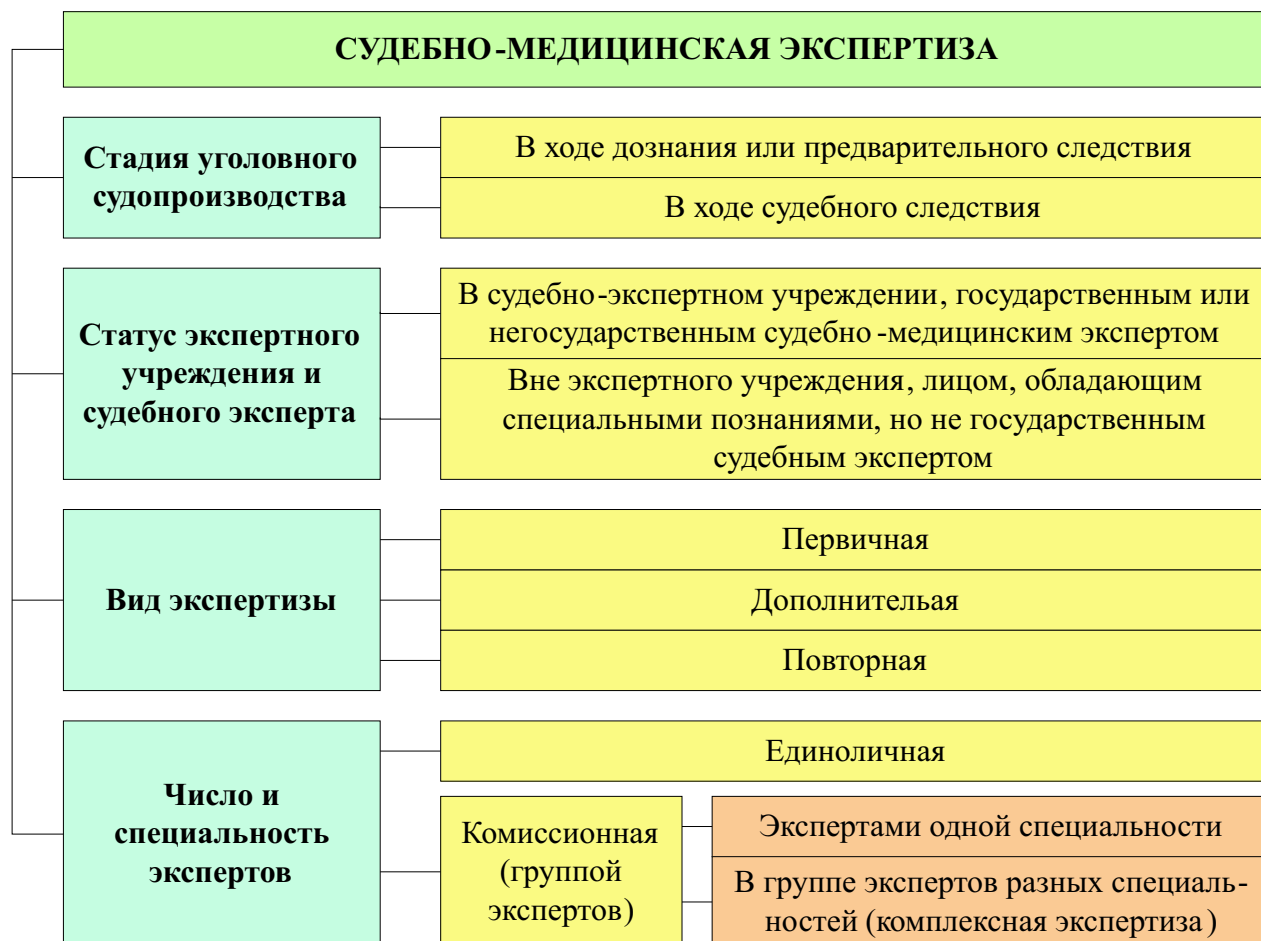 СУДЕБНО-МЕДИЦИНСКАЯ ЭКСПЕРТИЗА
Стадия уголовного
судопроизводства
В ходе дознания или предварительного следствия
В ходе судебного следствия
Статус экспертного
учреждения и
судебного эксперта
В судебно-экспертном учреждении, государственным или
негосударственным судебно-медицинским экспертом
Вне экспертного учреждения, лицом, обладающим
специальными познаниями, но не государственным
судебным экспертом
Вид экспертизы
Первичная
Дополнительая
Повторная
Число и
специальность
экспертов
Единоличная
Комиссионная
(группой
экспертов)
Экспертами одной специальности
В группе экспертов разных специаль-
ностей (комплексная экспертиза)